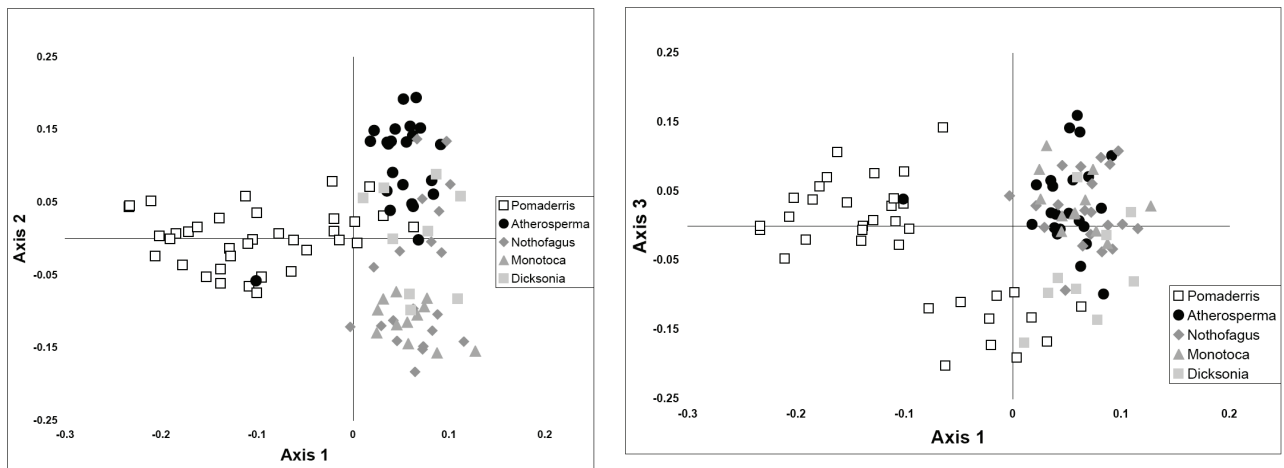 0.25
0.15
0.05
-0.05
-0.15
-0.25
Axis 2
-0.3 -0.2 -0.1 0 0.1 0.2
Axis 1
Pomaderris
Atherosperma
Nothofagus
Monotoca
Dicksonia
0.25
0.15
0.05
-0.05
-0.15
-0.25
Axis 3
-0.3 -0.2 -0.1 0 0.1 0.2
Axis 1
Pomaderris
Atherosperma
Nothofagus
Monotoca
Dicksonia